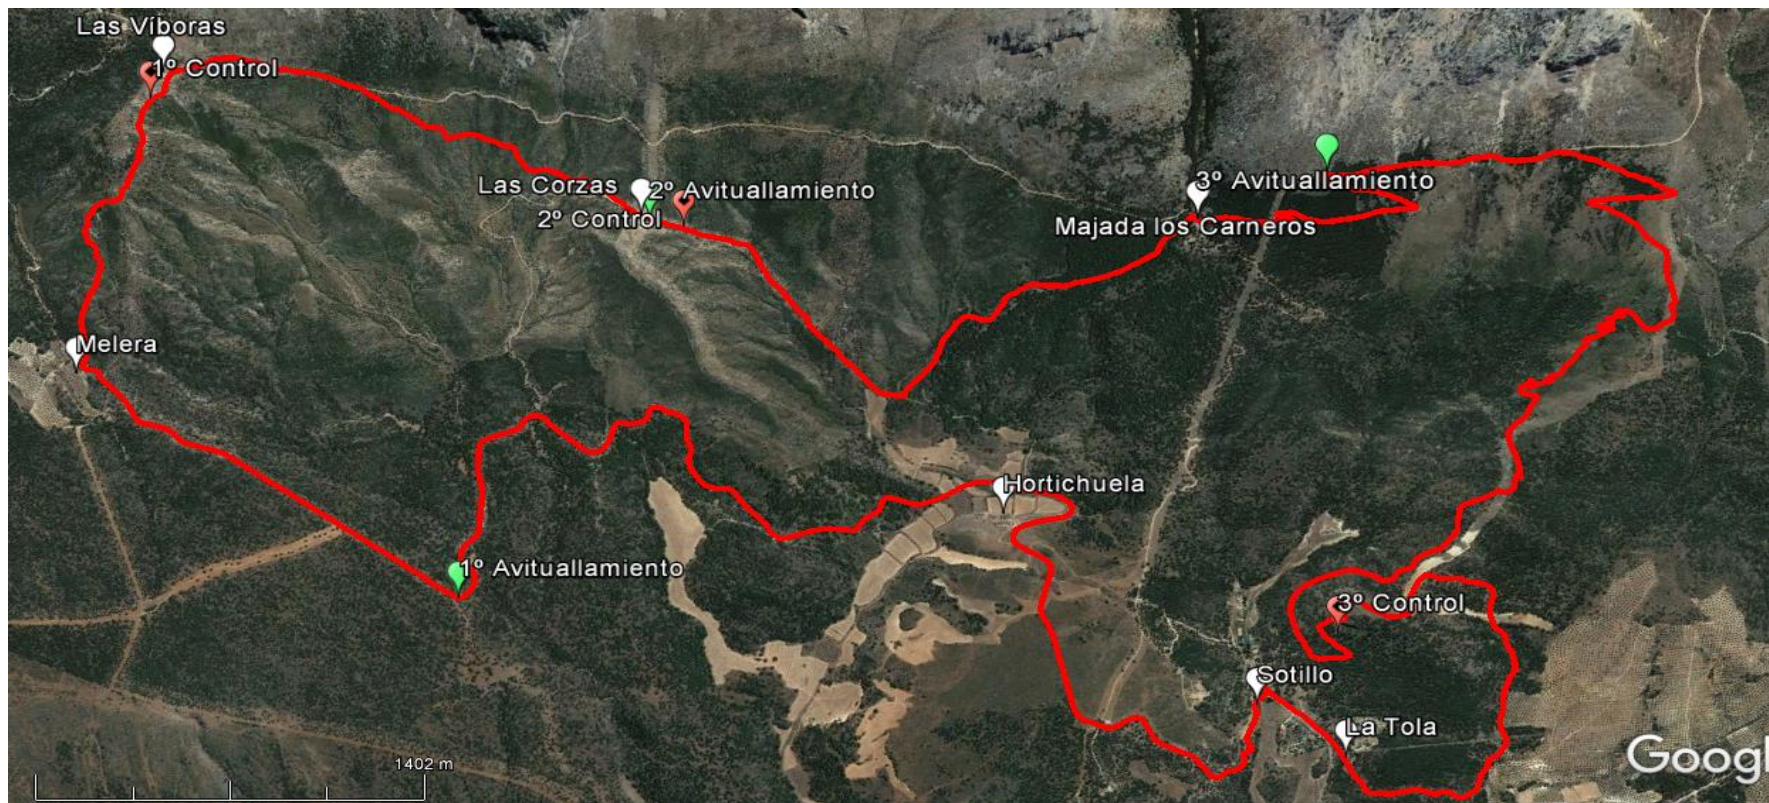 Las Víboras
1º Control
Las Corzas
2º Avituallamiento
2º Control
3º Avituallamiento
Majada los Carneros
Melera
Hortichuela
1º Avituallamiento
3º Control
Sotillo
La Tola
1402 m
Googl